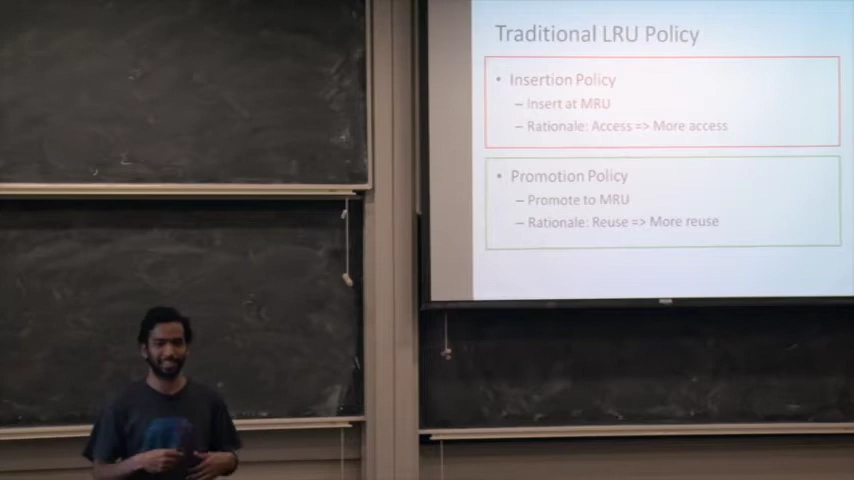 Traditional LRU Policy
• Insertion Policy
– Insert at MRU
– Rationale: Access => More access
• Promotion Policy
– Promote to MRU
– Rationale: Reuse => More reuse